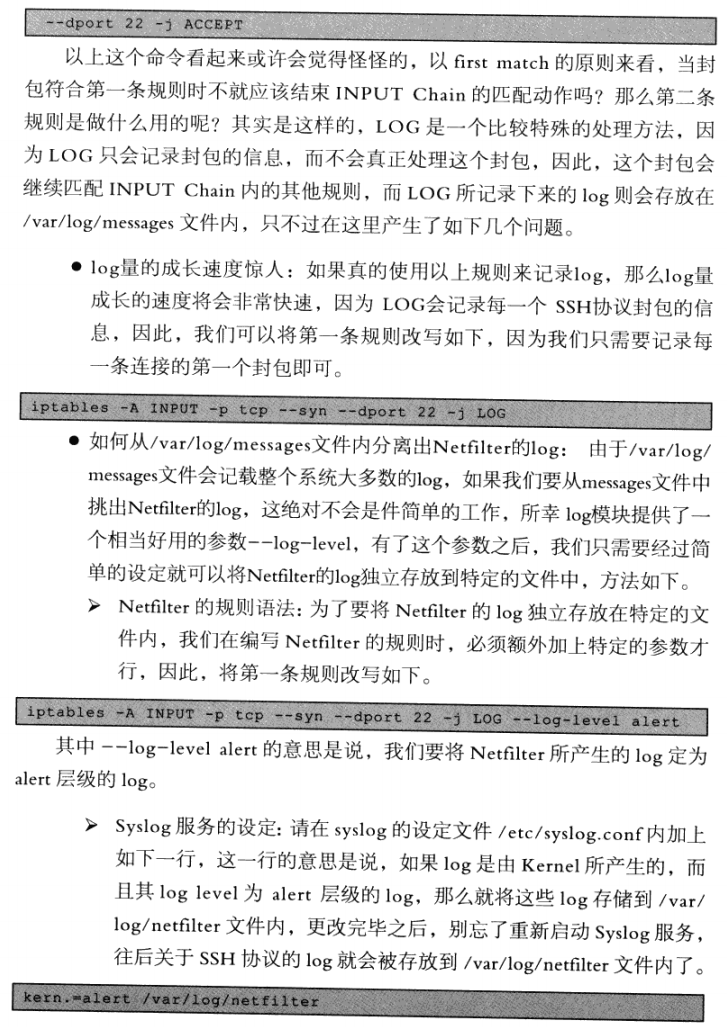 --dport 22 -j ACCEPT
以上这个命令看起来或许会觉得怪怪的，以 first match 的原则来看，当封
包符合第一条规则时不就应该结束 INPUT Chain 的匹配动作吗？那么第二条
规则是做什么用的呢？其实是这样的，LOG 是一个比较特殊的处理方法，因
为 LOG 只会记录封包的信息，而不会真正处理这个封包，因此，这个封包会
继续匹配 INPUT Chain 内的其他规则，而 LOG 所记录下来的 log 则会存放在
/var/log/messages 文件内，只不过在这里产生了如下几个问题。
● log量的成长速度惊人：如果真的使用以上规则来记录log，那么log量
成长的速度将会非常快速，因为 LOG会记录每一个 SSH协议封包的信
息，因此，我们可以将第一条规则改写如下，因为我们只需要记录每
一条连接的第一个封包即可。
iptables -A INPUT -p tcp --syn --dport 22 -j LOG
● 如何从/var/log/messages文件内分离出Netfilter的log： 由于/var/log/
messages文件会记载整个系统大多数的log，如果我们要从messages文件中
挑出Netfilter的log，这绝对不会是件简单的工作，所幸 log模块提供了一
个相当好用的参数--log-level，有了这个参数之后，我们只需要经过简
单的设定就可以将Netfilter的log独立存放到特定的文件中，方法如下。
➢ Netfilter 的规则语法：为了要将 Netfilter 的 log 独立存放在特定的文
件内，我们在编写 Netfilter 的规则时，必须额外加上特定的参数才
行，因此，将第一条规则改写如下。
iptables -A INPUT -p tcp --syn --dport 22 -j LOG --log-level alert
其中 --log-level alert 的意思是说，我们要将 Netfilter 所产生的 log 定为
alert 层级的 log。
➢ Syslog 服务的设定：请在 syslog 的设定文件 /etc/syslog.conf 内加上
如下一行，这一行的意思是说，如果 log 是由 Kernel 所产生的，而
且其 log level 为 alert 层级的 log，那么就将这些 log 存储到 /var/
log/netfilter 文件内，更改完毕之后，别忘了重新启动 Syslog 服务，
往后关于 SSH 协议的 log 就会被存放到 /var/log/netfilter 文件内了。
kern.=alert /var/log/netfilter